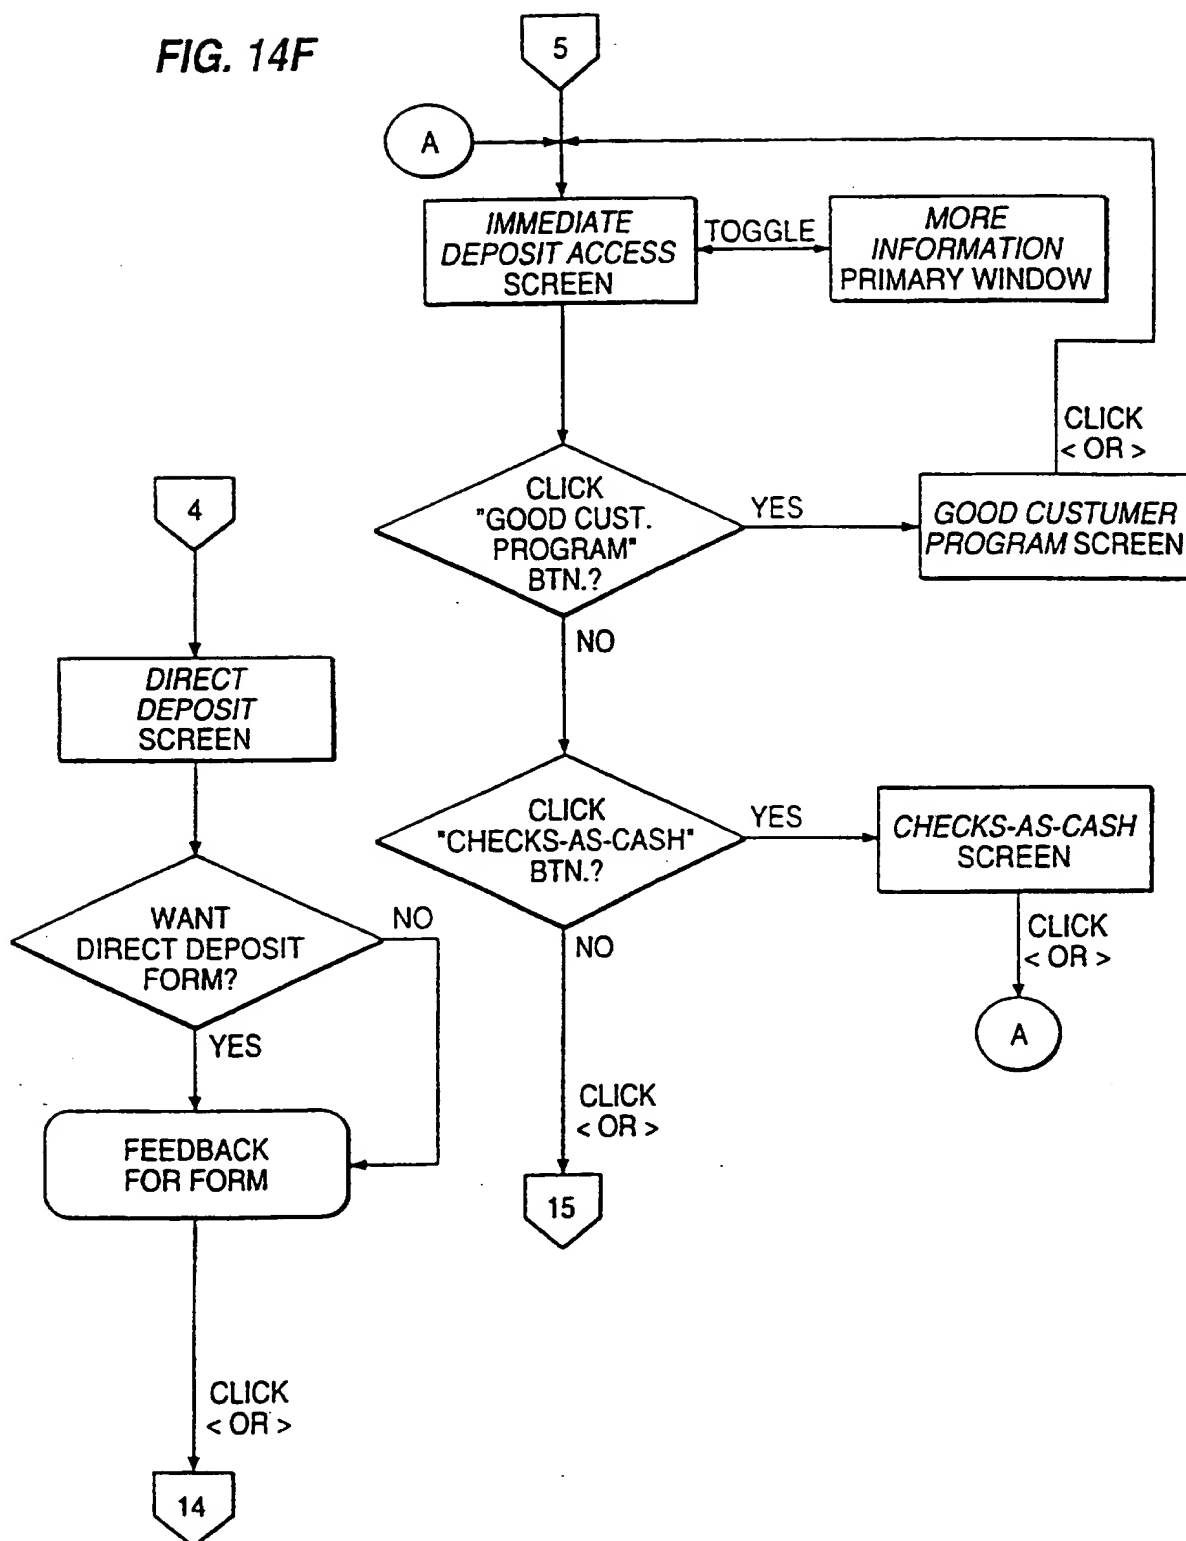 FIG. 14F
5
A
IMMEDIATE
DEPOSIT ACCESS
SCREEN
TOGGLE
MORE
INFORMATION
PRIMARY WINDOW
CLICK
< OR >
CLICK
"GOOD CUST.
PROGRAM"
BTN.?
YES
GOOD CUSTUMER
PROGRAM SCREEN
NO
4
DIRECT
DEPOSIT
SCREEN
CLICK
"CHECKS-AS-CASH"
BTN.?
YES
CHECKS-AS-CASH
SCREEN
NO
CLICK
< OR >
A
WANT
DIRECT DEPOSIT
FORM?
NO
YES
FEEDBACK
FOR FORM
CLICK
< OR >
15
CLICK
< OR >
14